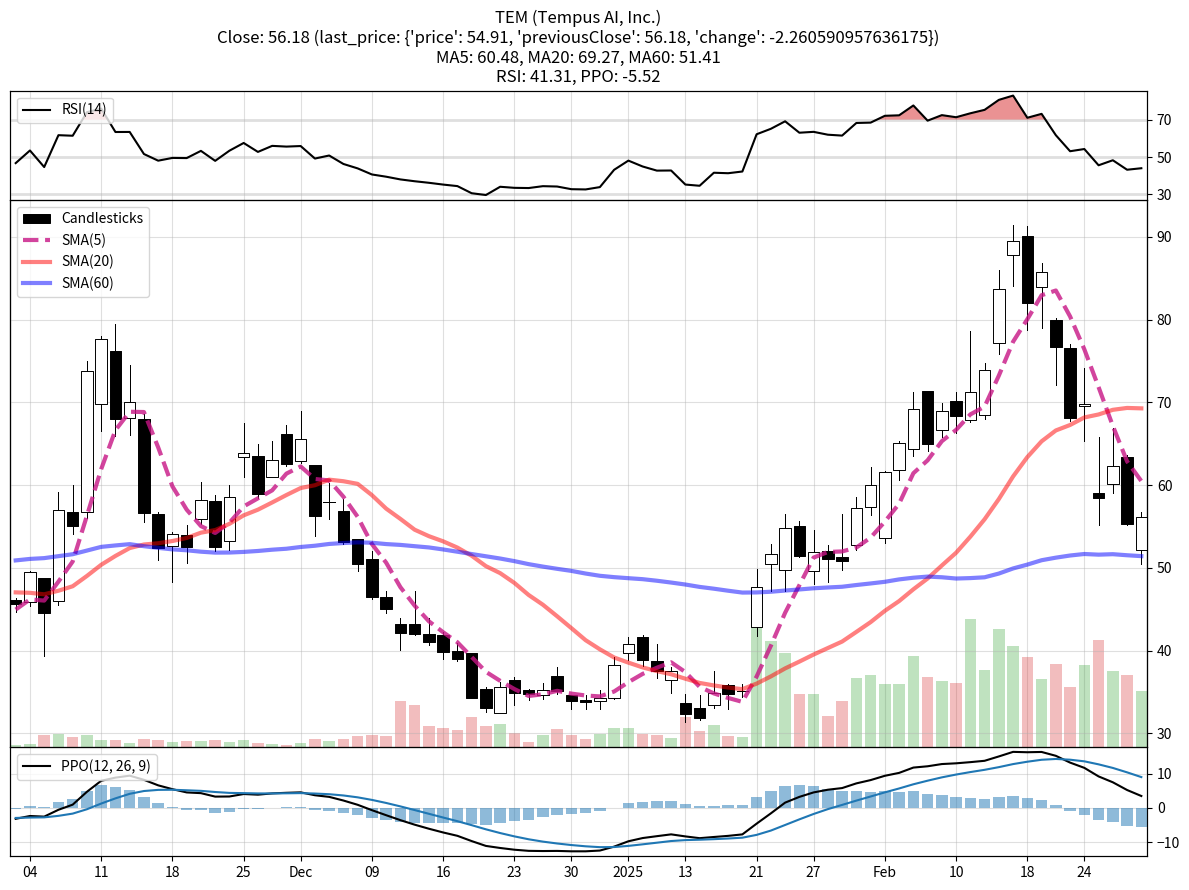 TEM (Tempus AI, Inc.)
Close: 56.18 (last_price: {'price': 54.91, 'previousClose': 56.18, 'change': -2.260590957636175})
MA5: 60.48, MA20: 69.27, MA60: 51.41
RSI: 41.31, PPO: -5.52
RSI(14)
70
50
30
Candlesticks
SMA(5)
SMA(20)
SMA(60)
90
80
70
60
50
40
30
PPO(12, 26, 9)
10
0
−10
04 11 18 25 Dec 09 16 23 30 2025 13 21 27 Feb 10 18 24